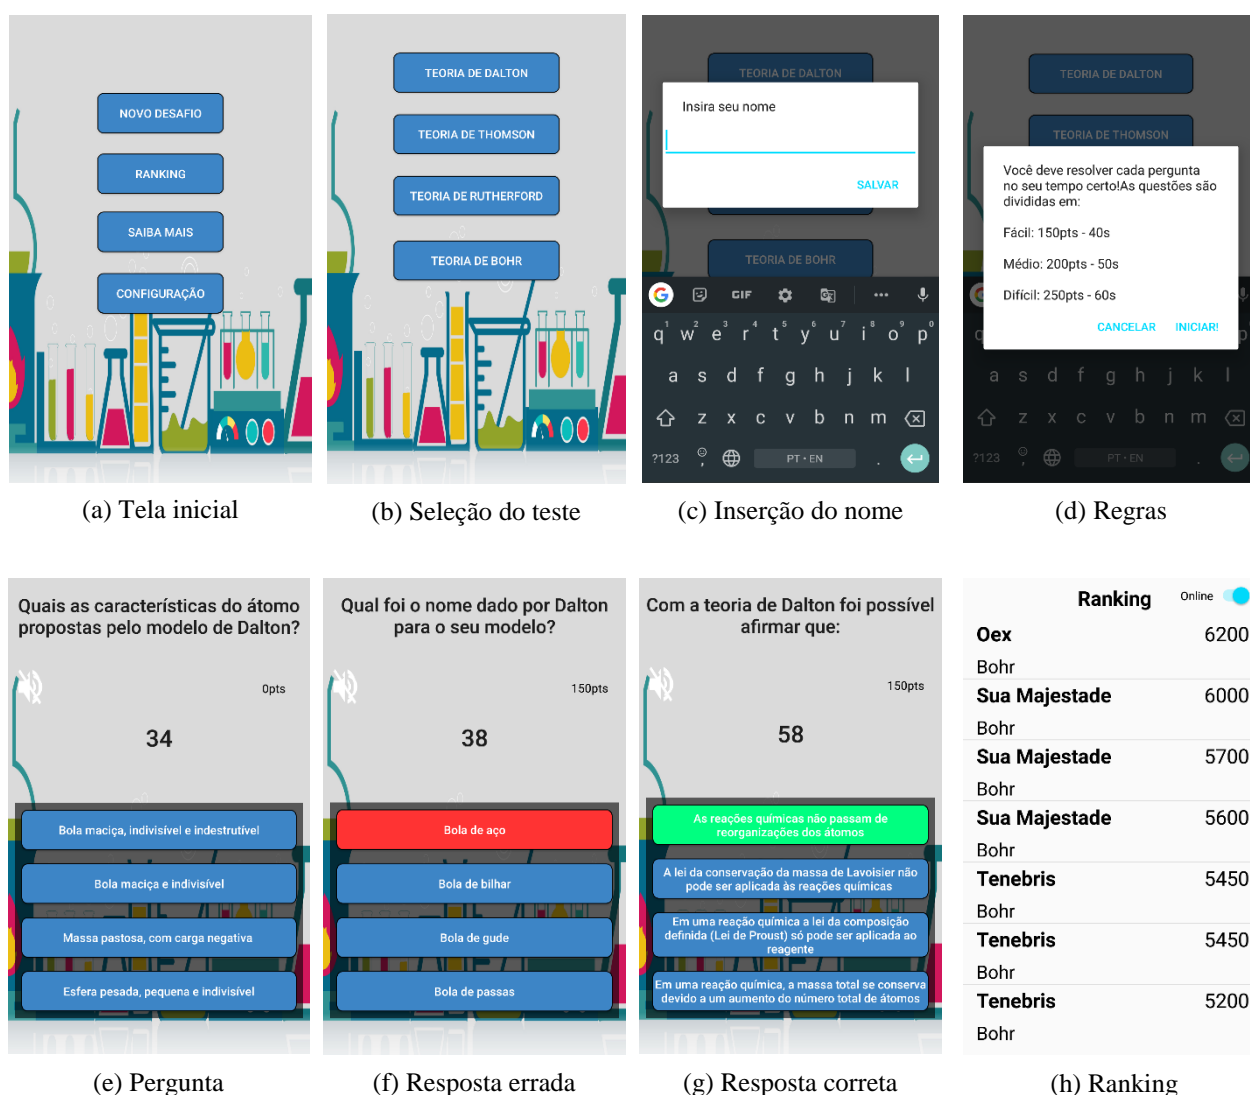 NOVO DESAFIO
RANKING
SAIBA MAIS
CONFIGURAÇÃO
(a) Tela inicial
TEORIA DE DALTON
TEORIA DE THOMSON
TEORIA DE RUTHERFORD
TEORIA DE BOHR
(b) Seleção do teste
TEORIA DE DALTON
Insira seu nome
SALVAR
TEORIA DE BOHR
G GIF
q1 w2 e3 r4 t5 y6 u7 i8 o9 p0
a s d f g h j k l
z x c v b n m
?123 , PT • EN .
(c) Inserção do nome
TEORIA DE DALTON
TEORIA DE THOMSON
Você deve resolver cada pergunta
no seu tempo certo!As questões são
divididas em:
Fácil: 150pts - 40s
Médio: 200pts - 50s
Difícil: 250pts - 60s
CANCELAR INICIAR!
q p
a s d f g h j k l
z x c v b n m
?123 , PT • EN .
(d) Regras
Quais as características do átomo
propostas pelo modelo de Dalton?
0pts
34
Bola maciça, indivisível e indestrutível
Bola maciça e indivisível
Massa pastosa, com carga negativa
Esfera pesada, pequena e indivisível
(e) Pergunta
Qual foi o nome dado por Dalton
para o seu modelo?
150pts
38
Bola de aço
Bola de bilhar
Bola de gude
Bola de passas
(f) Resposta errada
Com a teoria de Dalton foi possível
afirmar que:
150pts
58
As reações químicas não passam de
reorganizações dos átomos
A lei da conservação da massa de Lavoisier não
pode ser aplicada às reações químicas
Em uma reação química a lei da composição
definida (Lei de Proust) só pode ser aplicada ao
reagente
Em uma reação química, a massa total se conserva
devido a um aumento do número total de átomos
(g) Resposta correta
Ranking Online
Oex 6200
Bohr
Sua Majestade 6000
Bohr
Sua Majestade 5700
Bohr
Sua Majestade 5600
Bohr
Tenebris 5450
Bohr
Tenebris 5450
Bohr
Tenebris 5200
Bohr
(h) Ranking